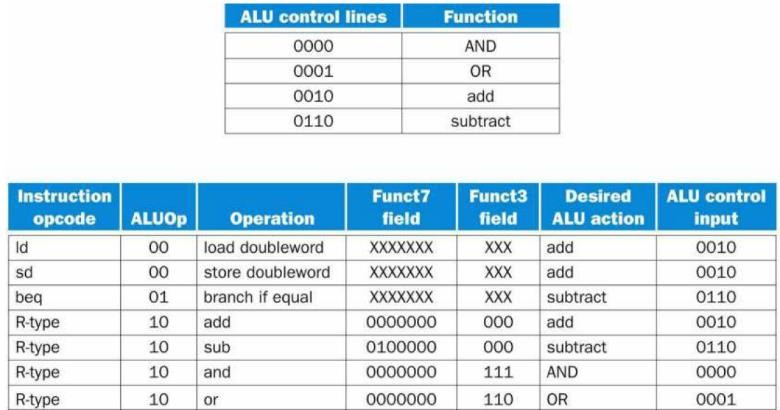 ALU control lines Function
0000 AND
0001 OR
0010 add
0110 subtract
Instruction opcode ALUOp Operation Funct7 field Funct3 field Desired ALU action ALU control input
ld 00 load doubleword XXXXXXX XXX add 0010
sd 00 store doubleword XXXXXXX XXX add 0010
beq 01 branch if equal XXXXXXX XXX subtract 0110
R-type 10 add 0000000 000 add 0010
R-type 10 sub 0100000 000 subtract 0110
R-type 10 and 0000000 111 AND 0000
R-type 10 or 0000000 110 OR 0001